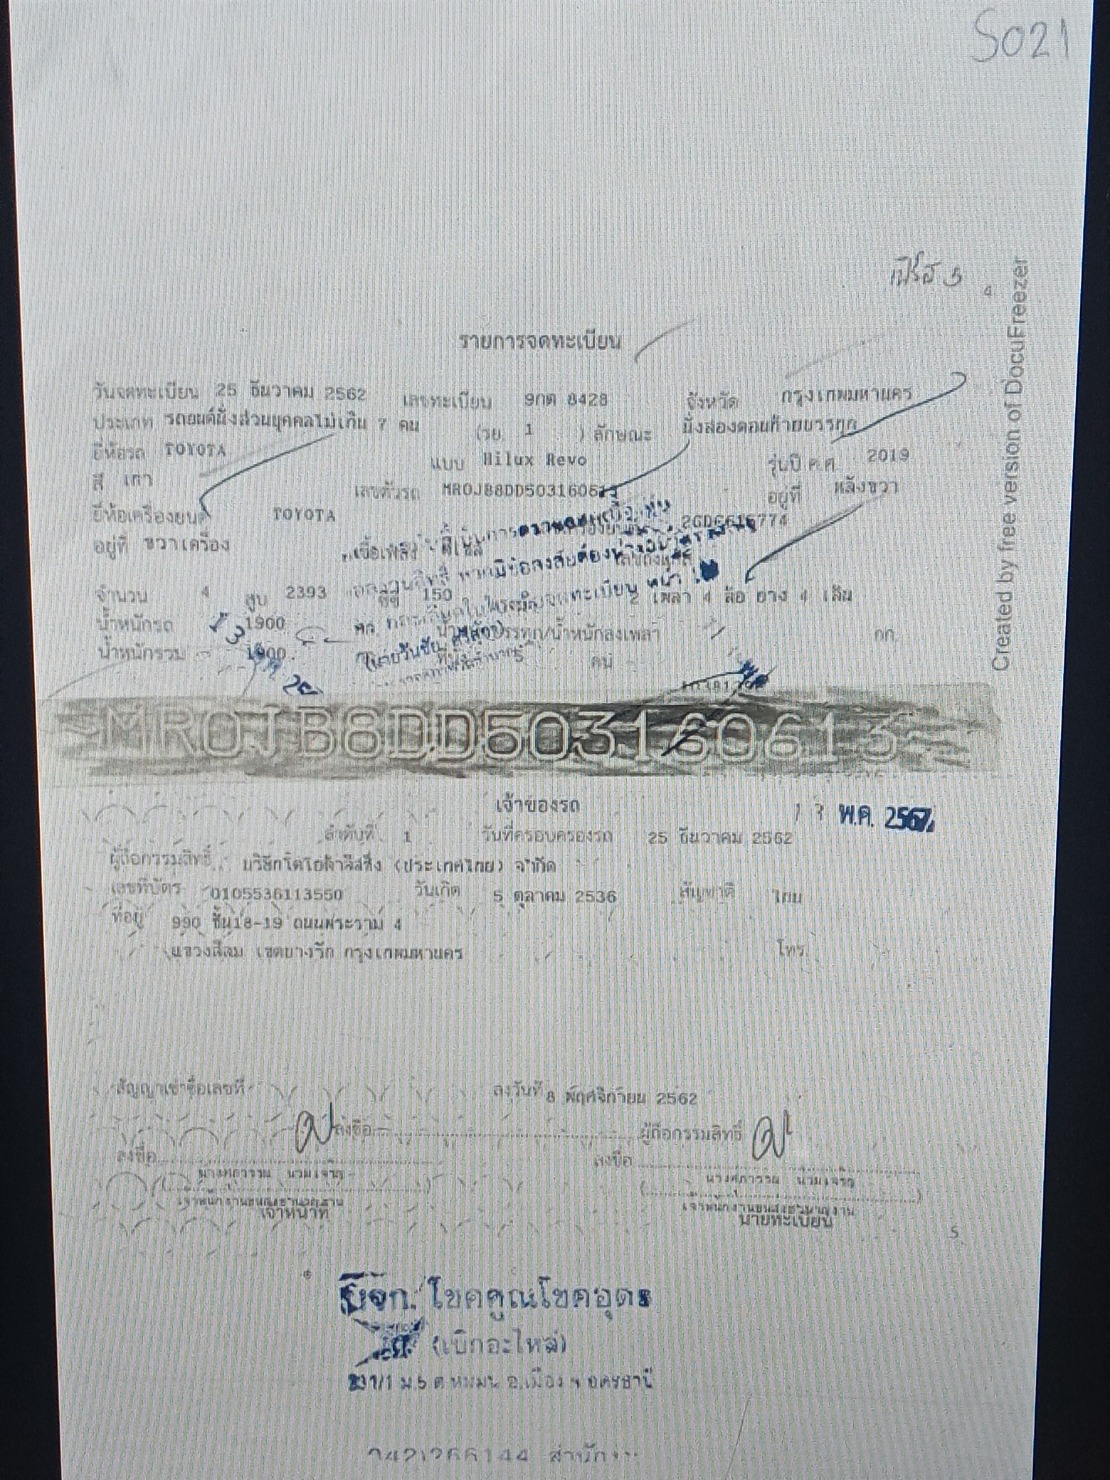 S021
4
รายการจดทะเบียน
วันจดทะเบียน 25 ธันวาคม 2562 เลขทะเบียน 9กต 8428 จังหวัด กรุงเทพมหานคร
ประเภท รถยนต์นั่งส่วนบุคคลไม่เกิน 7 คน (รย. 1 ) ลักษณะ นั่งสองตอนท้ายบรรทุก
ยี่ห้อรถ TOYOTA แบบ Hilux Revo รุ่นปี ค.ศ. 2019
สี เทา เลขตัวรถ MR0JB8DD503160613 อยู่ที่ หลังขวา
ยี่ห้อเครื่องยนต์ TOYOTA
อยู่ที่ ขวาเครื่อง เชื้อเพลิง ดีเซล
จำนวน 4 สูบ 2393 ซีซี 150 2 เพลา 4 ล้อ ยาง 4 เส้น
น้ำหนักรถ 1900 น้ำหนักลงเพลา กก.
น้ำหนักรวม 1900 คน
MR0JB8DD503160613
เจ้าของรถ
13 พ.ค. 2567
ลำดับที่ 1 วันที่ครอบครองรถ 25 ธันวาคม 2562
ผู้ถือกรรมสิทธิ์ บริษัทโตโยต้าลีสซิ่ง (ประเทศไทย) จำกัด
เลขที่บัตร 0105536113550 วันเกิด 5 ตุลาคม 2536 สัญชาติ ไทย
ที่อยู่ 990 ชั้น18-19 ถนนพระราม 4
แขวงสีลม เขตบางรัก กรุงเทพมหานคร โทร.
สัญญาเช่าซื้อเลขที่ ลงวันที่ 8 พฤศจิกายน 2562
ลงชื่อ ผู้ถือกรรมสิทธิ์
ลงชื่อ ลงชื่อ
เจ้าหน้าที่ นายทะเบียน
5
หจก. โชคคูณโชคอุดร
(เบิกอะไหล่)
Created by free version of DocuFreezer